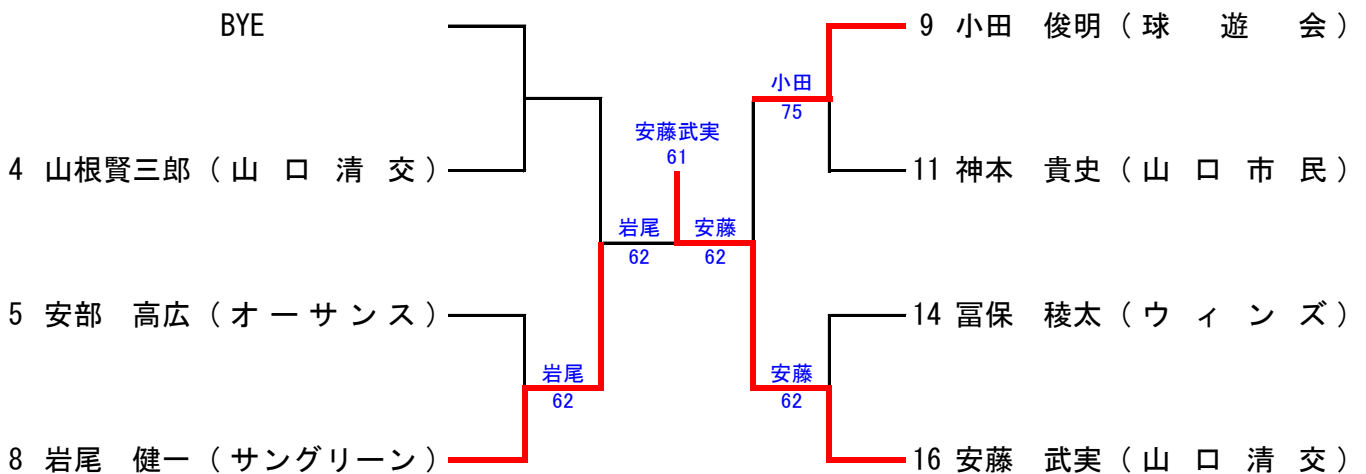 BYE
9 小田 俊明 ( 球 遊 会 )
小田
75
安藤武実
61
4 山根賢三郎 ( 山 口 清 交 )
11 神本 貴史 ( 山 口 市 民 )
岩尾 安藤
62 62
5 安部 高広 ( オ ー サ ン ス )
14 冨保 稜太 ( ウ ィ ン ズ )
岩尾
62
安藤
62
8 岩尾 健一 ( サングリーン )
16 安藤 武実 ( 山 口 清 交 )